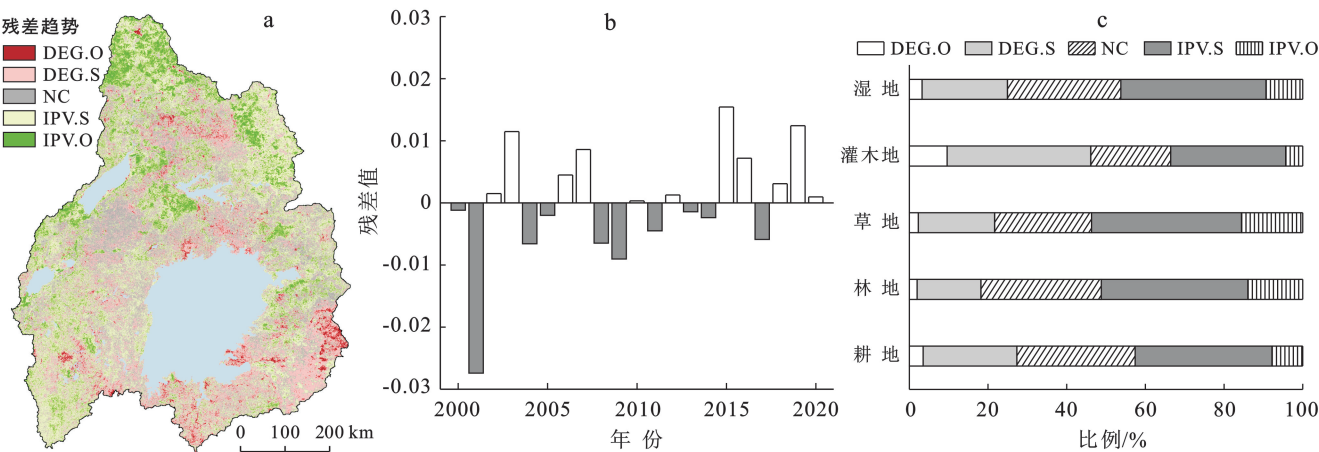 a
残差趋势
DEG.O
DEG.S
NC
IPV.S
IPV.O
0 100 200 km
b
残差值
0.03
0.02
0.01
0
-0.01
-0.02
-0.03
2000 2005 2010 2015 2020
年 份
c
DEG.O DEG.S NC IPV.S IPV.O
湿 地
灌木地
草 地
林 地
耕 地
0 20 40 60 80 100
比例/%